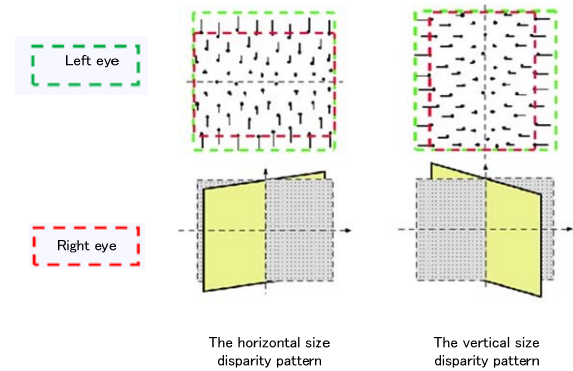 Left eye
Right eye
The horizontal size
disparity pattern
The vertical size
disparity pattern